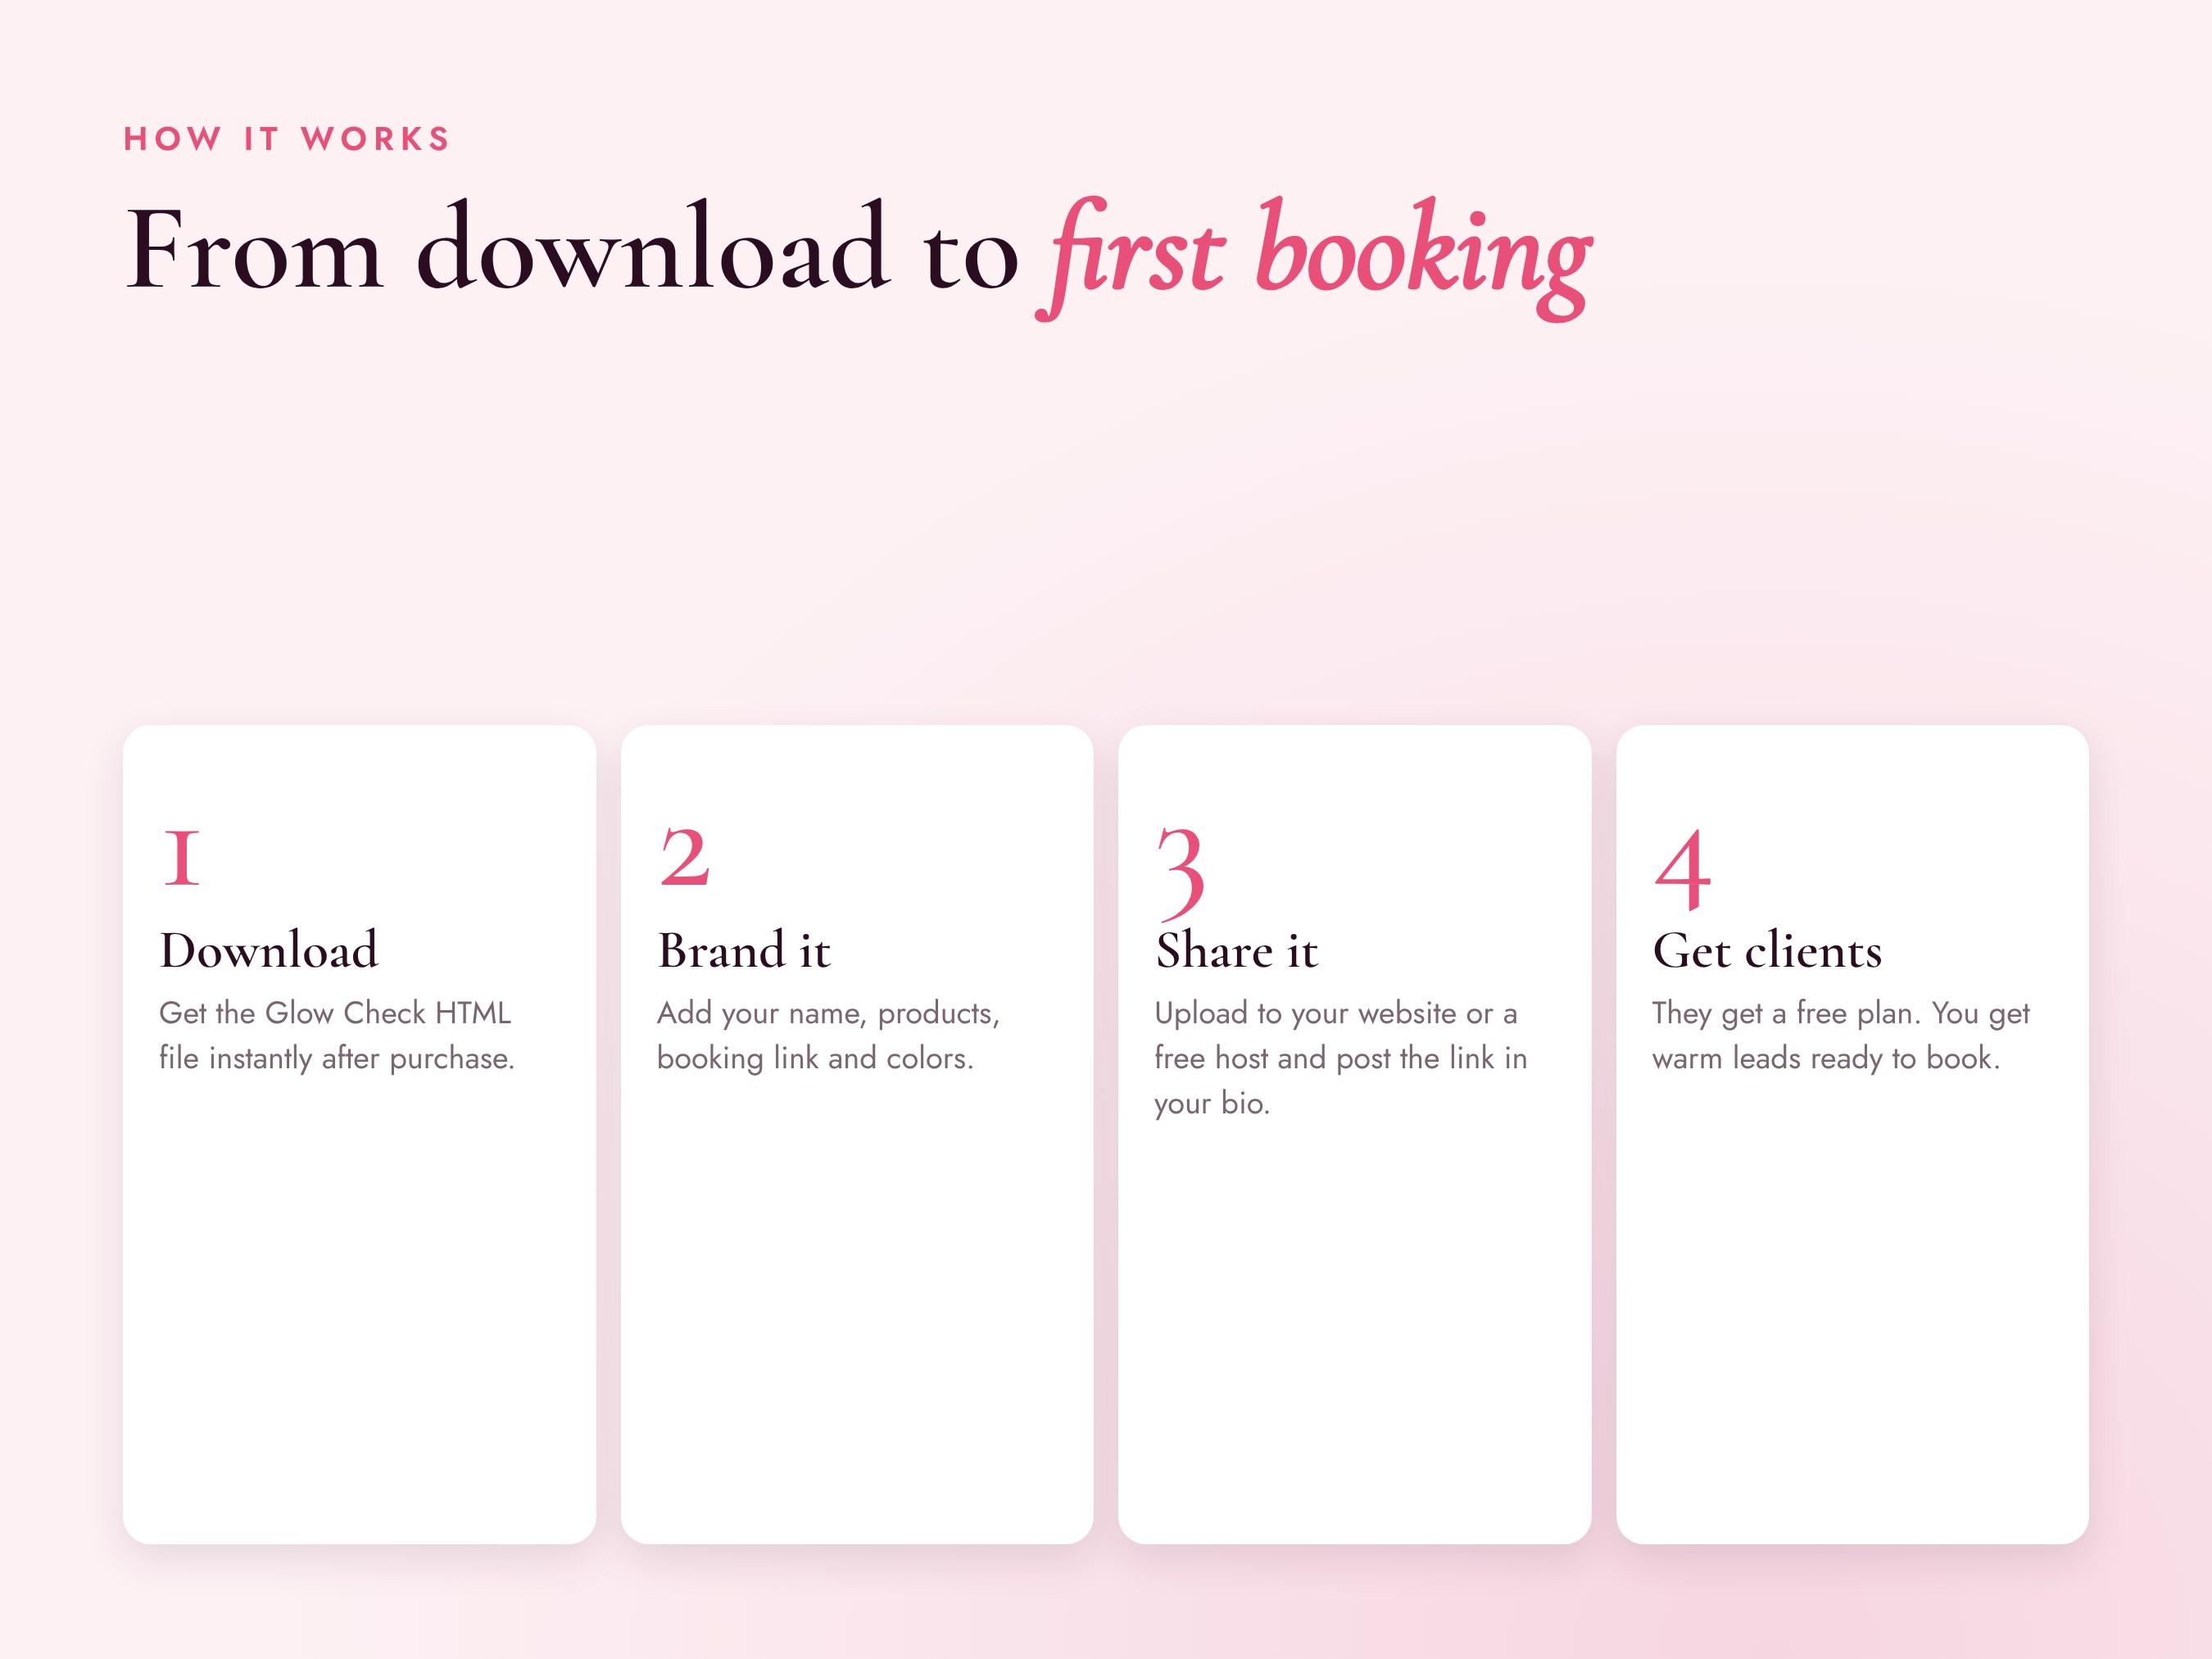 HOW IT WORKS
From download to first booking
1
Download
Get the Glow Check HTML
file instantly after purchase.
2
Brand it
Add your name, products,
booking link and colors.
3
Share it
Upload to your website or a
free host and post the link in
your bio.
4
Get clients
They get a free plan. You get
warm leads ready to book.